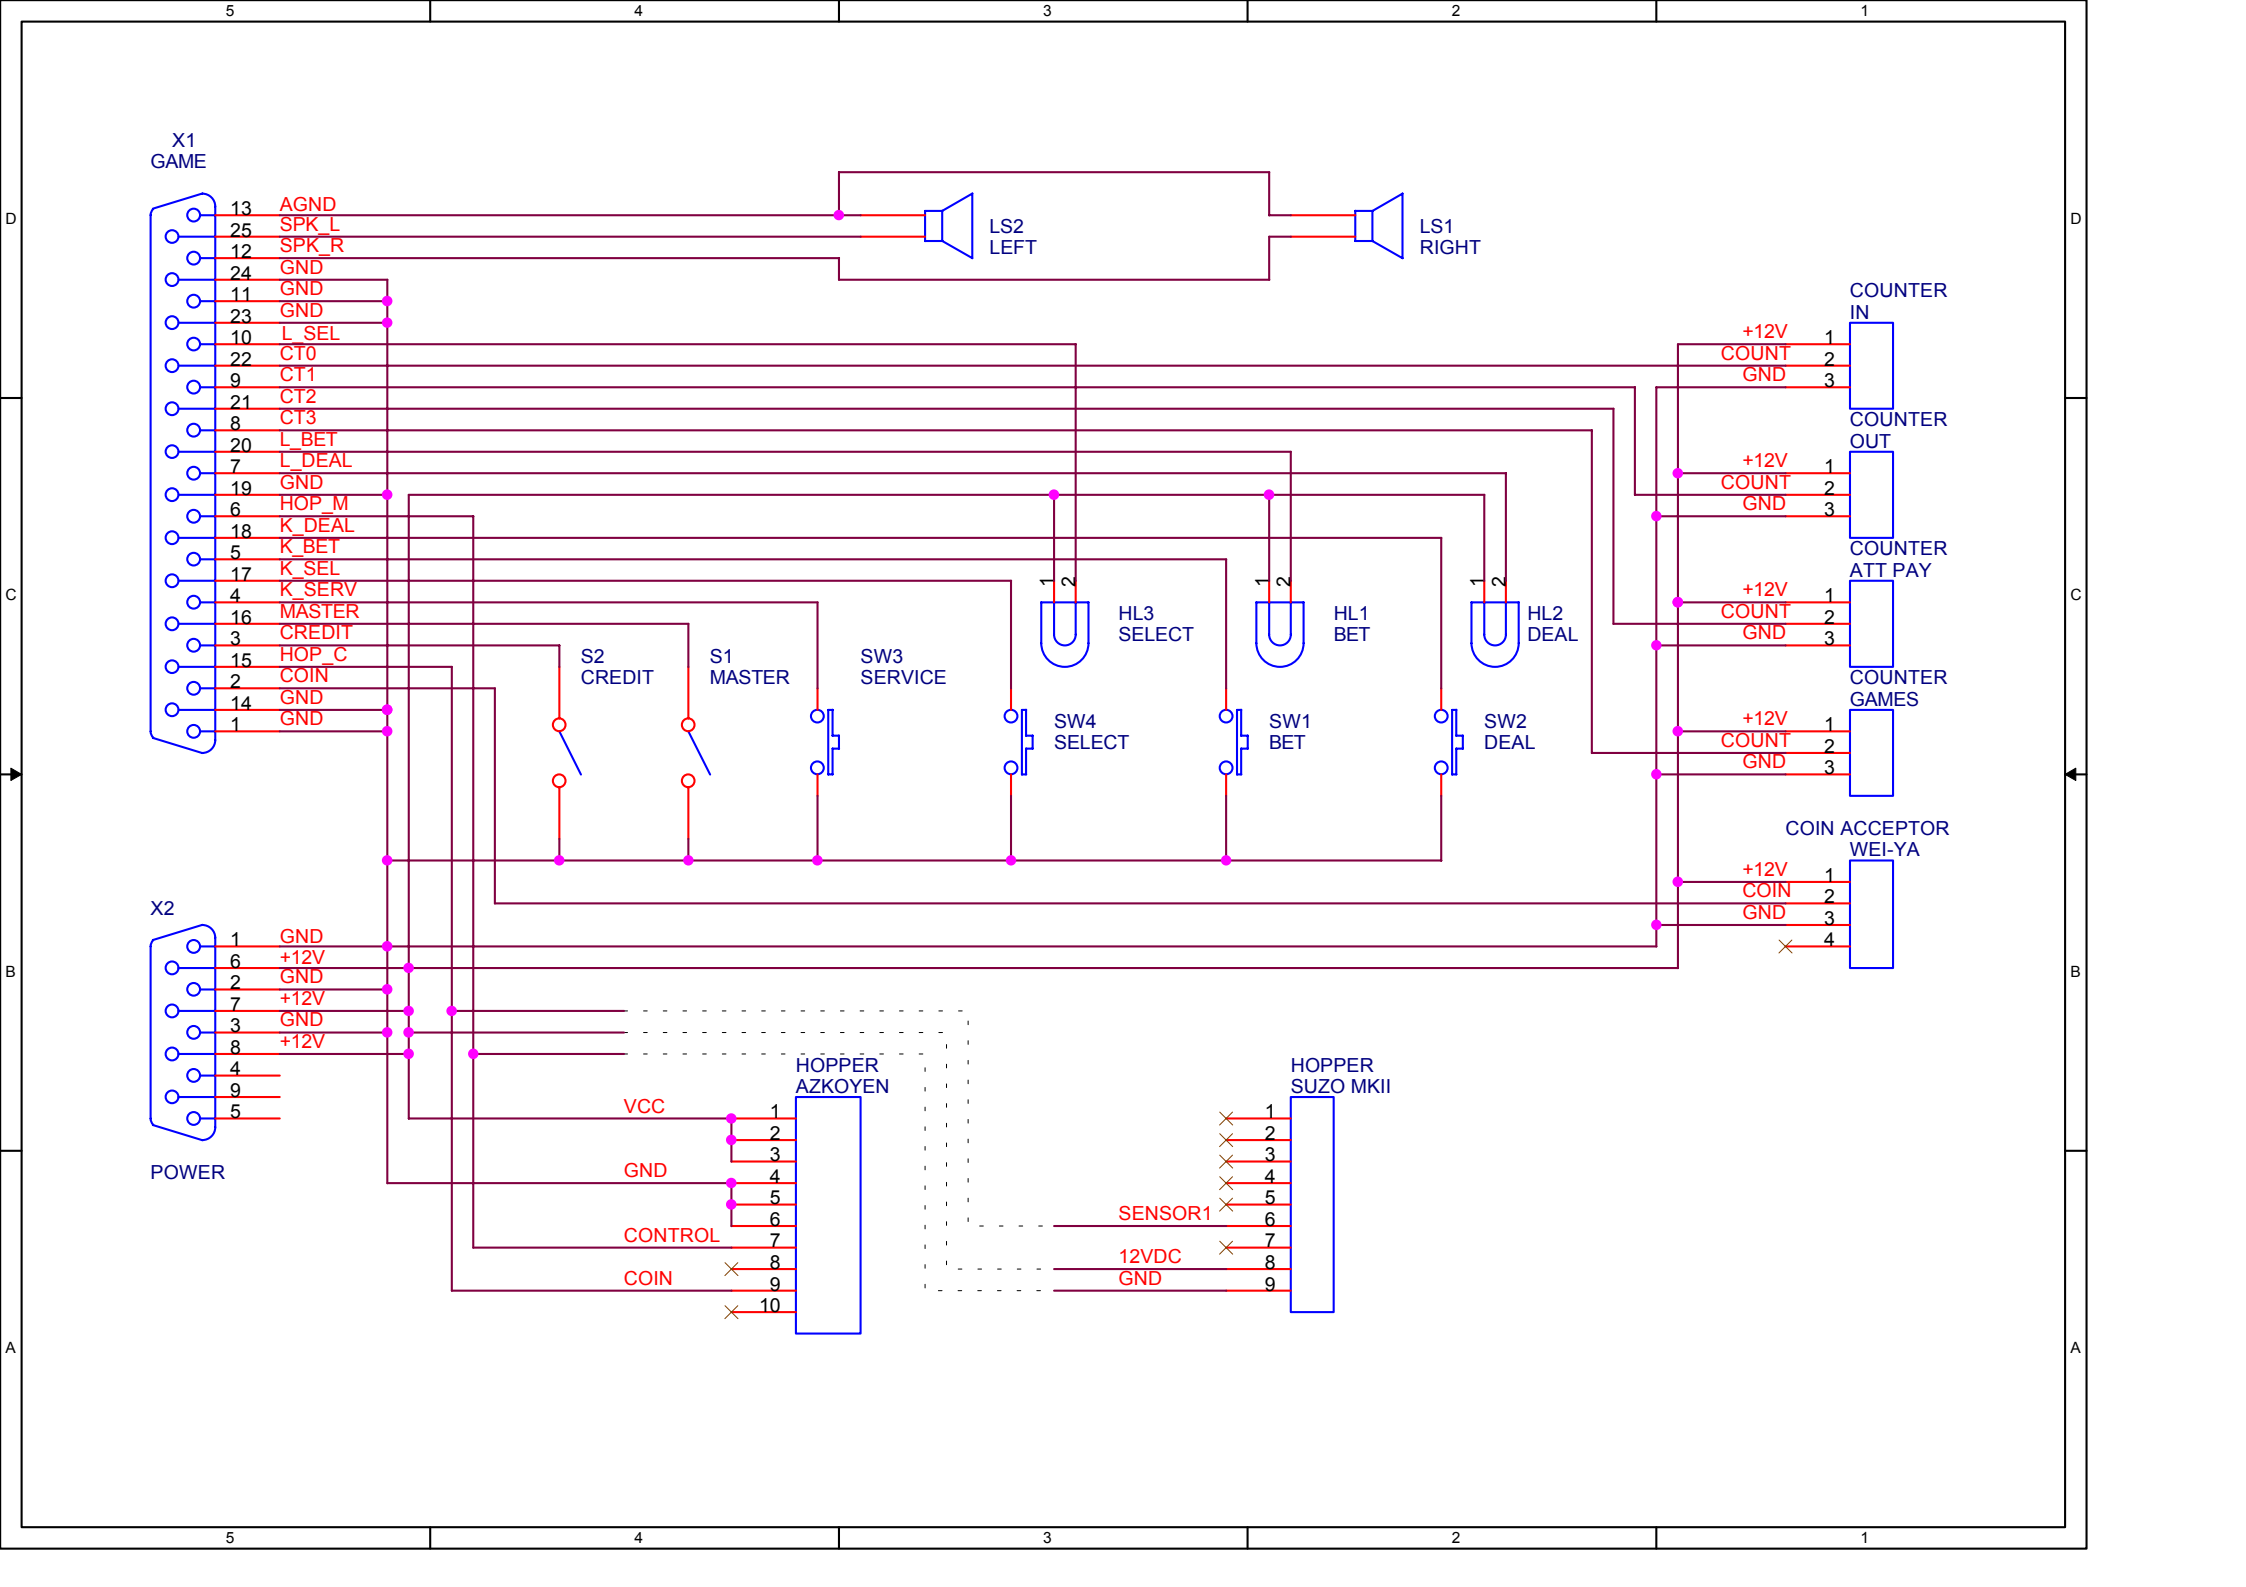 5 4 3 2 1
X1
GAME
13 AGND
25 SPK_L
12 SPK_R
24 GND
11 GND
23 GND
10 L_SEL
22 CT0
9 CT1
21 CT2
8 CT3
20 L_BET
7 L_DEAL
19 GND
6 HOP_M
18 K_DEAL
5 K_BET
17 K_SEL
4 K_SERV
16 MASTER
3 CREDIT
15 HOP_C
2 COIN
14 GND
1 GND
D
D
LS2
LEFT
LS1
RIGHT
COUNTER
IN
+12V 1
COUNT 2
GND 3
COUNTER
OUT
+12V 1
COUNT 2
GND 3
COUNTER
ATT PAY
+12V 1
COUNT 2
GND 3
COUNTER
GAMES
+12V 1
COUNT 2
GND 3
COIN ACCEPTOR
WEI-YA
+12V 1
COIN 2
GND 3
4
C
C
1 2
HL3
SELECT
1 2
HL1
BET
1 2
HL2
DEAL
S2
CREDIT
S1
MASTER
SW3
SERVICE
SW4
SELECT
SW1
BET
SW2
DEAL
X2
1 GND
6 +12V
2 GND
7 +12V
3 GND
8 +12V
4
9
5
POWER
B
B
HOPPER
AZKOYEN
VCC 1
2
3
GND 4
5
6
CONTROL 7
8
COIN 9
10
HOPPER
SUZO MKII
1
2
3
4
5
SENSOR1 6
7
12VDC 8
GND 9
A
A
5 4 3 2 1